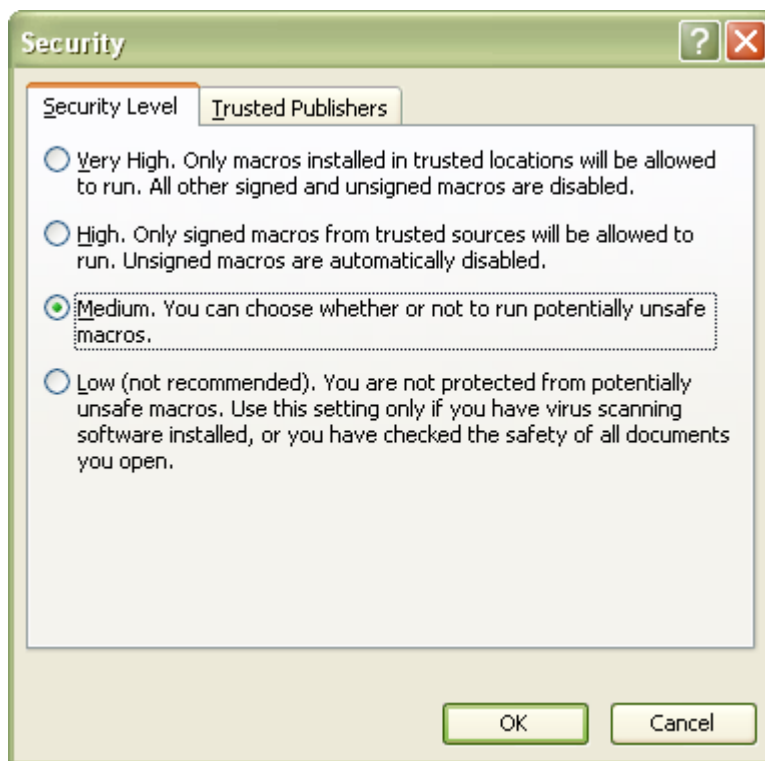 Security
Security Level
Trusted Publishers
Very High. Only macros installed in trusted locations will be allowed
to run. All other signed and unsigned macros are disabled.
High. Only signed macros from trusted sources will be allowed to
run. Unsigned macros are automatically disabled.
Medium. You can choose whether or not to run potentially unsafe
macros.
Low (not recommended). You are not protected from potentially
unsafe macros. Use this setting only if you have virus scanning
software installed, or you have checked the safety of all documents
you open.
OK
Cancel